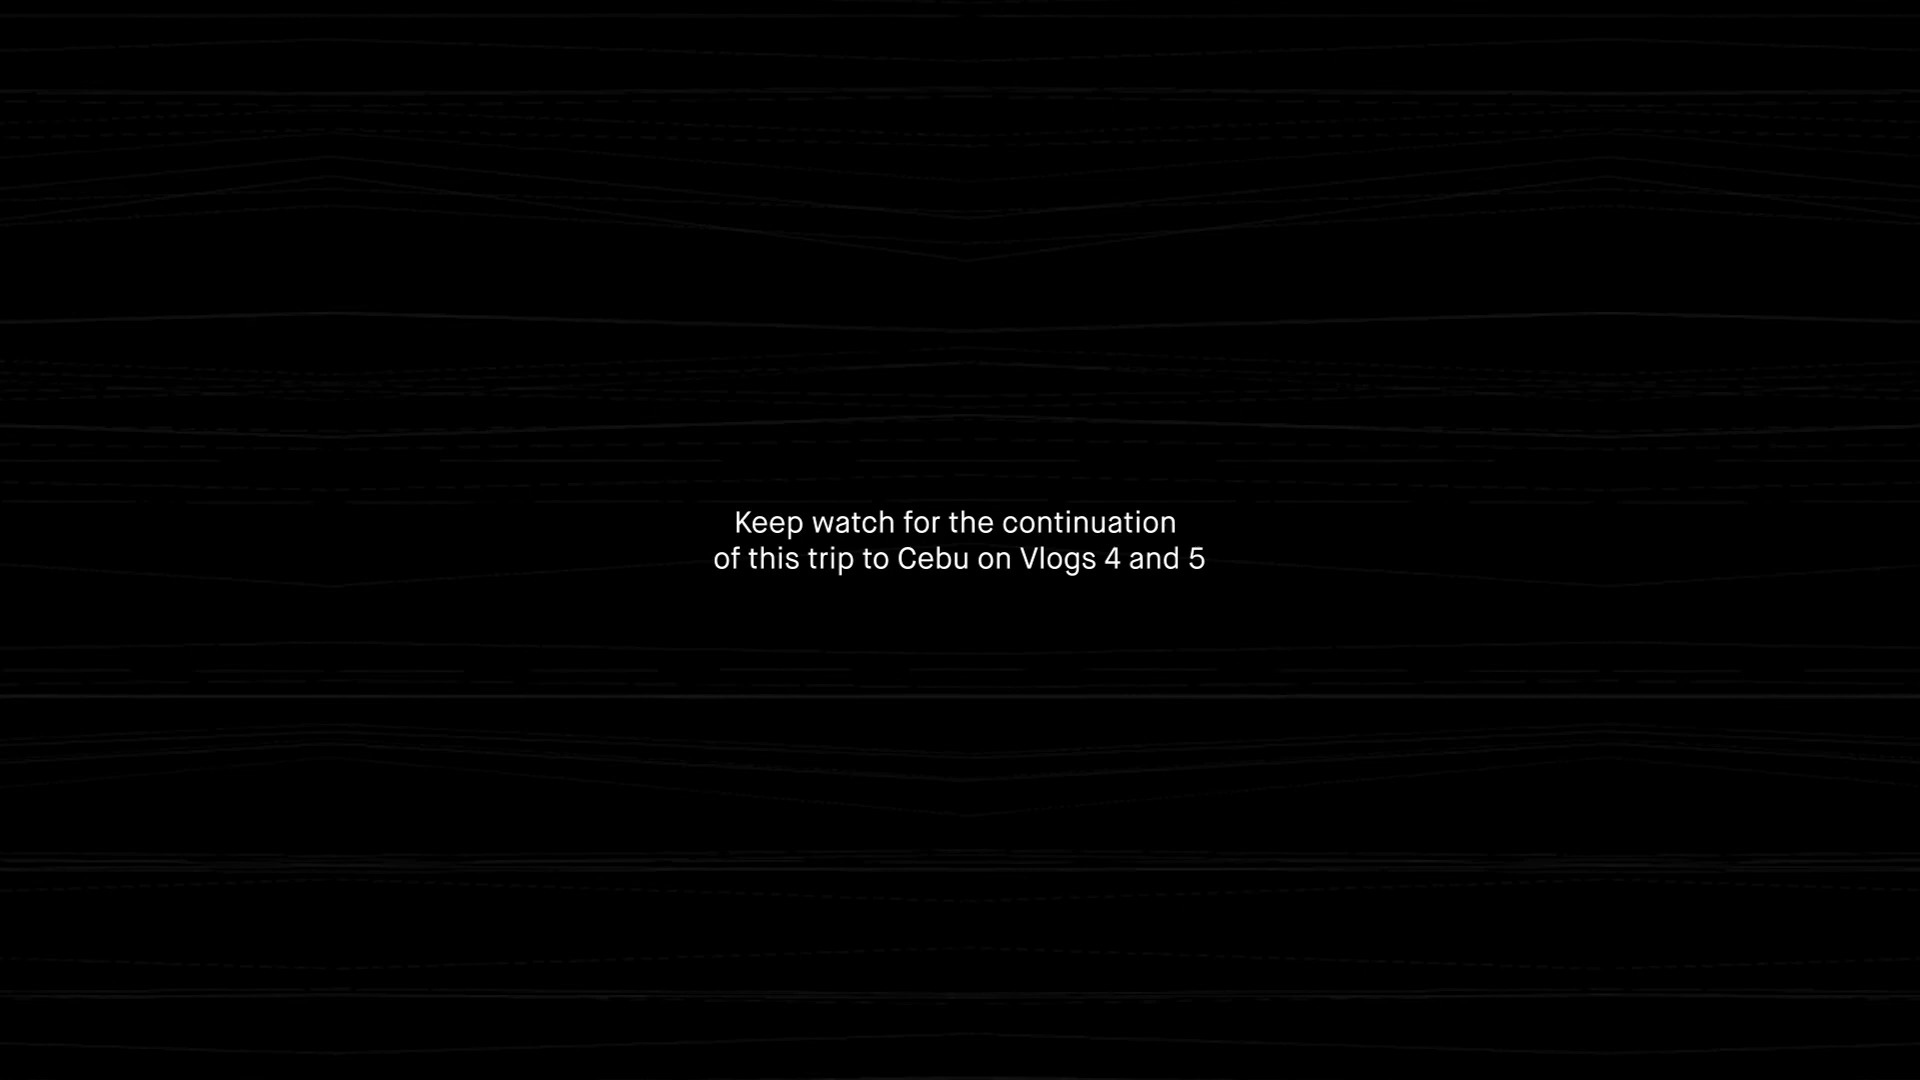 Keep watch for the continuation
of this trip to Cebu on Vlogs 4 and 5